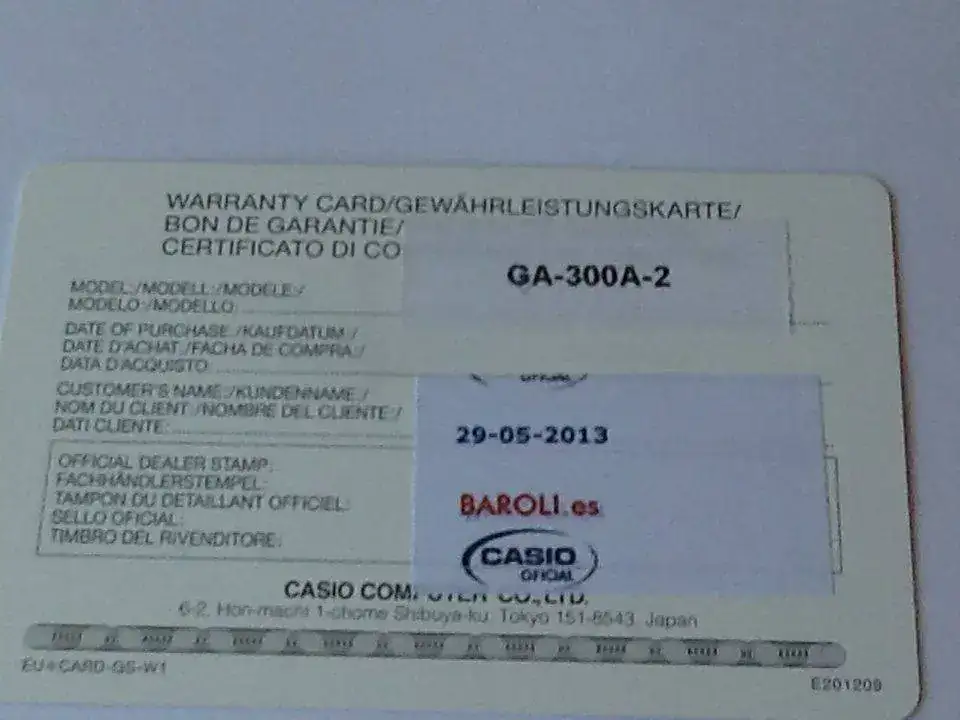 WARRANTY CARD/GEWÄHRLEISTUNGSKARTE/
BON DE GARANTIE/
CERTIFICATO DI CO
GA-300A-2
MODEL:/MODELL:/MODELE:/
MODELO:/MODELLO:
DATE OF PURCHASE:/KAUFDATUM:/
DATE D'ACHAT:/FACHA DE COMPRA:/
DATA D'ACQUISTO:
CUSTOMER'S NAME:/KUNDENNAME:/
NOM DU CLIENT:/NOMBRE DEL CLIENTE:/
DATI CLIENTE:
29-05-2013
OFFICIAL DEALER STAMP:
FACHHÄNDLERSTEMPEL:
TAMPON DU DETAILLANT OFFICIEL:
SELLO OFICIAL:
TIMBRO DEL RIVENDITORE:
BAROLI.es
CASIO
OFICIAL
CASIO COMPUTER CO.,LTD.
6-2, Hon-machi 1-chome Shibuya-ku, Tokyo 151-8543, Japan
EU*CARD-GS-W1
E201209